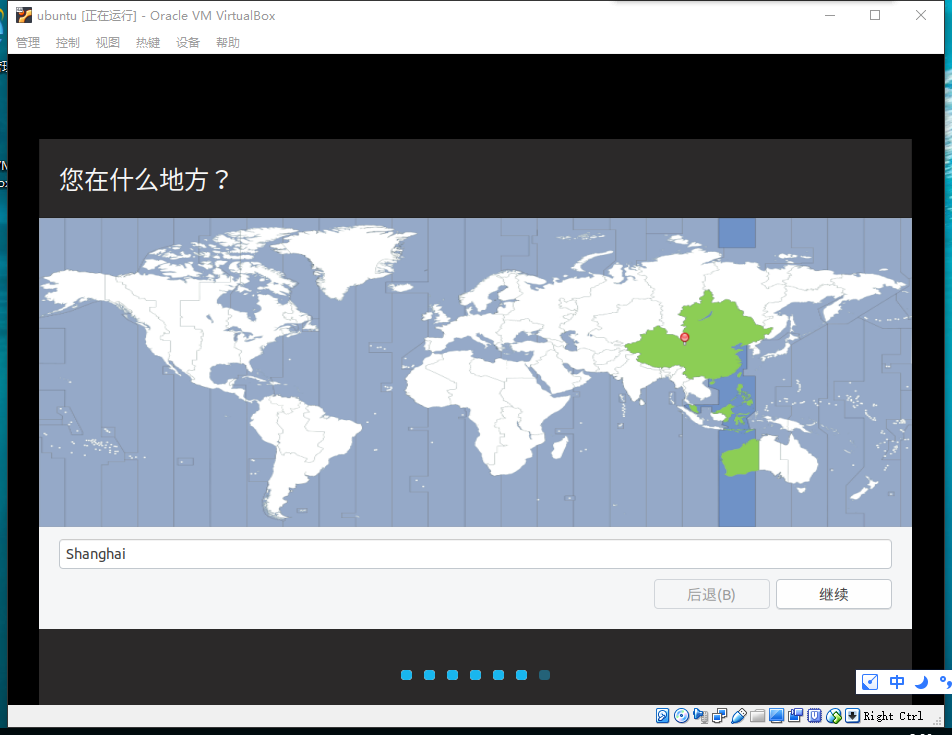 ubuntu [正在运行] - Oracle VM VirtualBox
管理 控制 视图 热键 设备 帮助
您在什么地方？
Shanghai
后退(B) 继续
中
Right Ctrl